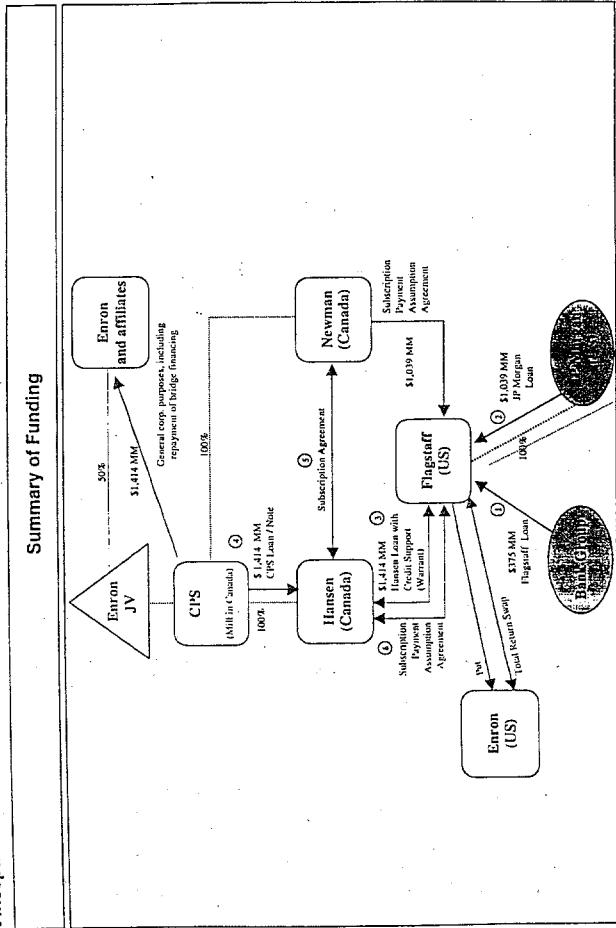 Summary of Funding
Enron
JV
50%
Enron
and affiliates
$1,414 MM
General corp. purposes, including
repayment of bridge financing
CPS
(Mill in Canada)
100%
100%
④
$ 1,414 MM
CPS Loan / Note
Hansen
(Canada)
⑤
Subscription Agreement
Newman
(Canada)
⑥
Subscription
Payment
Assumption
Agreement
③
$1,414 MM
Hansen Loan with
Credit Support
(Warrant)
$1,039 MM
Subscription
Payment
Assumption
Agreement
Flagstaff
(US)
Put
Total Return Swap
Enron
(US)
①
$375 MM
Flagstaff Loan
②
$1,039 MM
JP Morgan
Loan
100%
Bank Group